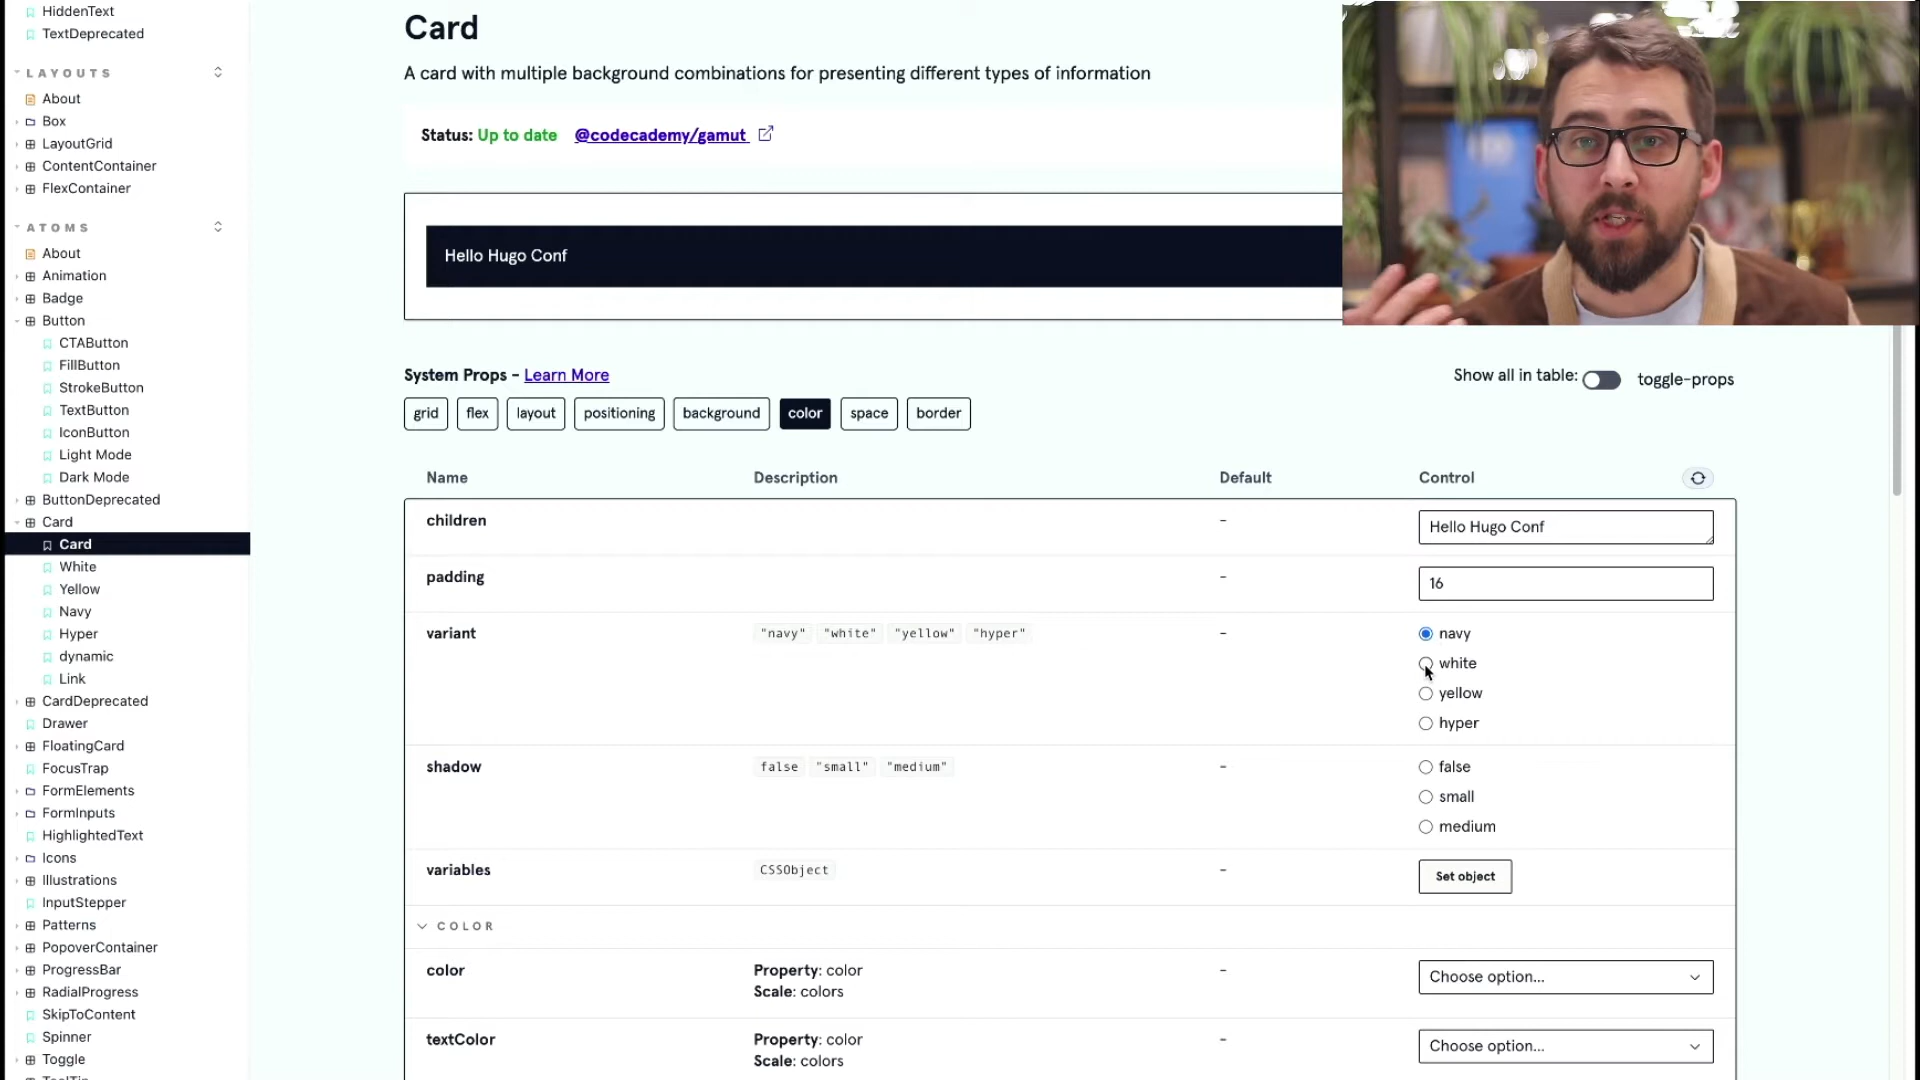 HiddenText
TextDeprecated
LAYOUTS
About
Box
LayoutGrid
ContentContainer
FlexContainer
ATOMS
About
Animation
Badge
Button
CTAButton
FillButton
StrokeButton
TextButton
IconButton
Light Mode
Dark Mode
ButtonDeprecated
Card
Card
White
Yellow
Navy
Hyper
dynamic
Link
CardDeprecated
Drawer
FloatingCard
FocusTrap
FormElements
FormInputs
HighlightedText
Icons
Illustrations
InputStepper
Patterns
PopoverContainer
ProgressBar
RadialProgress
SkipToContent
Spinner
Toggle
Card
A card with multiple background combinations for presenting different types of information
Status: Up to date @codecademy/gamut
Hello Hugo Conf
System Props - Learn More
Show all in table: toggle-props
grid flex layout positioning background color space border
Name Description Default Control
children - Hello Hugo Conf
padding - 16
variant "navy" "white" "yellow" "hyper" - navy
white
yellow
hyper
shadow false "small" "medium" - false
small
medium
variables CSSObject - Set object
COLOR
color Property: color - Choose option...
Scale: colors
textColor Property: color - Choose option...
Scale: colors